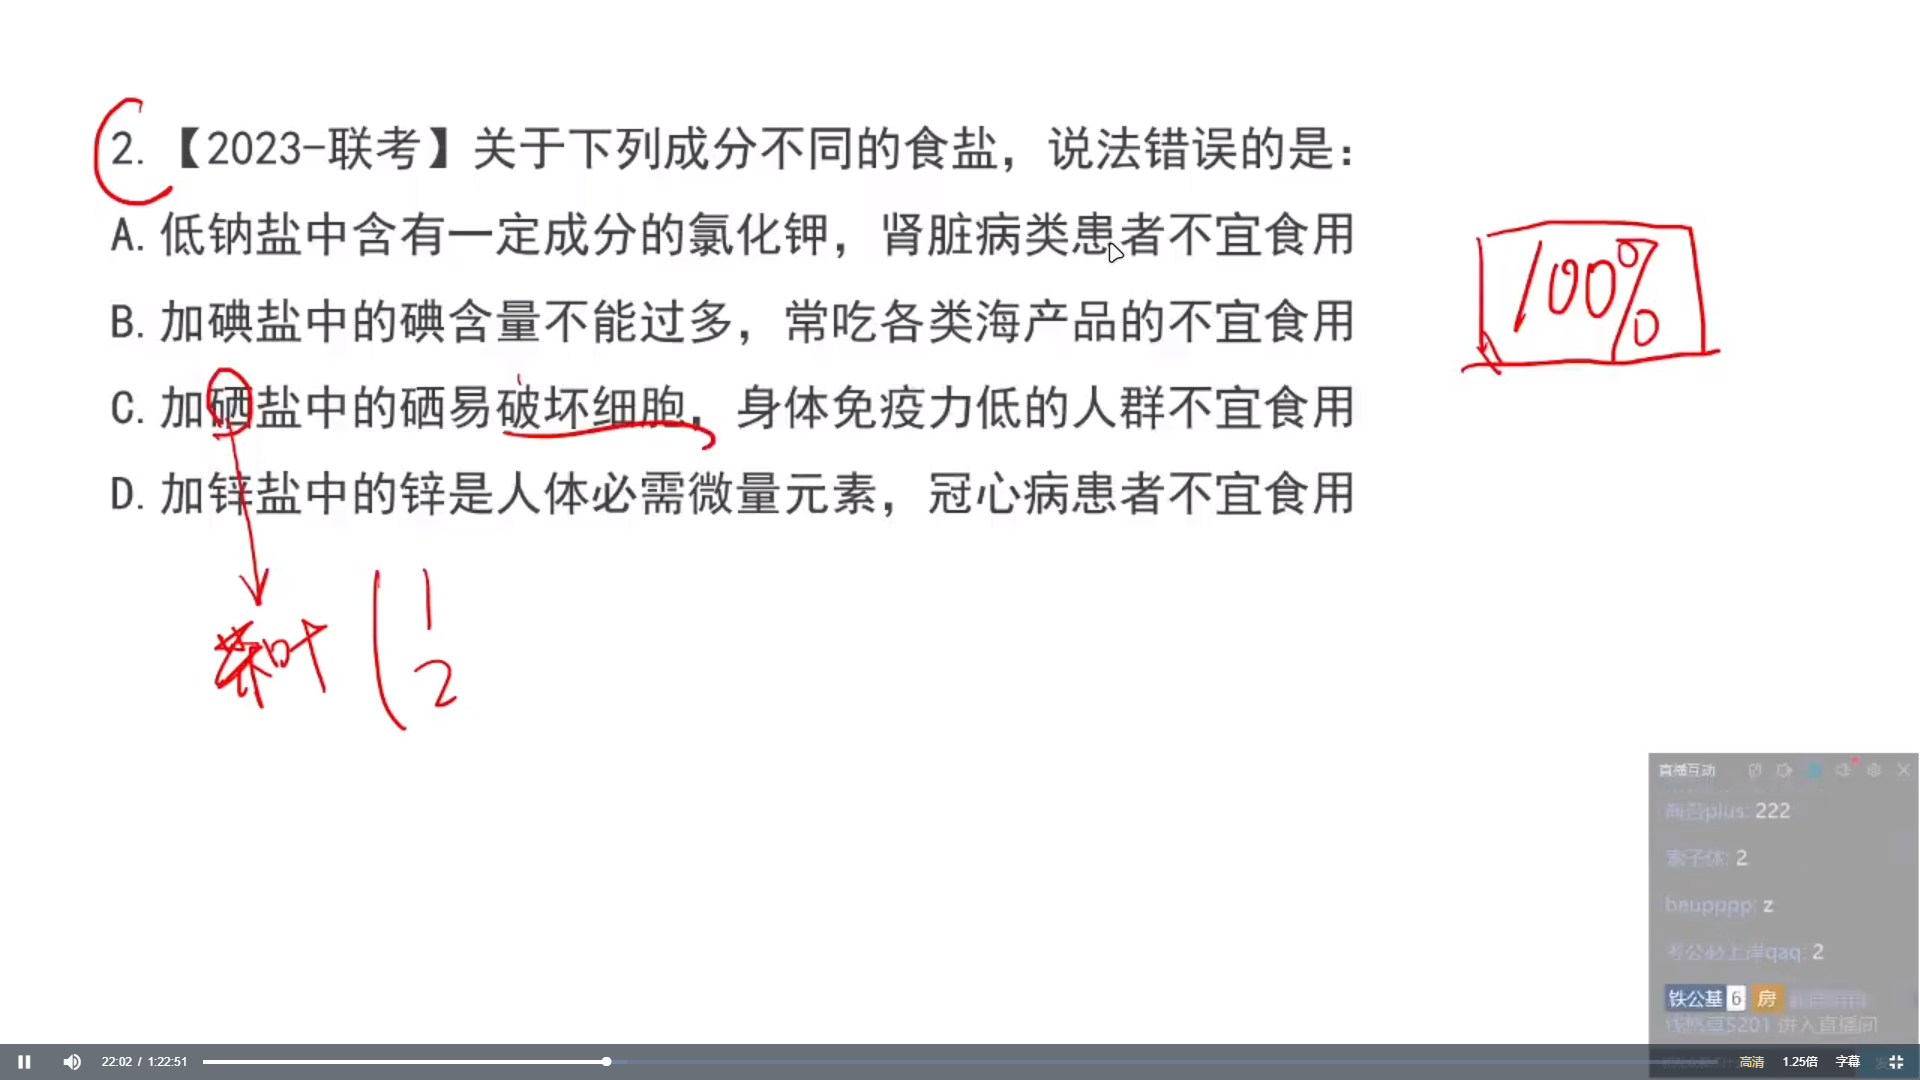 2.【2023-联考】关于下列成分不同的食盐，说法错误的是：
A. 低钠盐中含有一定成分的氯化钾，肾脏病类患者不宜食用
B. 加碘盐中的碘含量不能过多，常吃各类海产品的不宜食用
C. 加硒盐中的硒易破坏细胞，身体免疫力低的人群不宜食用
D. 加锌盐中的锌是人体必需微量元素，冠心病患者不宜食用
100%
茶叶
1
2
直播互动
plus: 222
2
beupppp: z
考公必上岸qaq: 2
铁公基 6 房
5201 进入直播间
22:02 / 1:22:51
高清 1.25倍 字幕